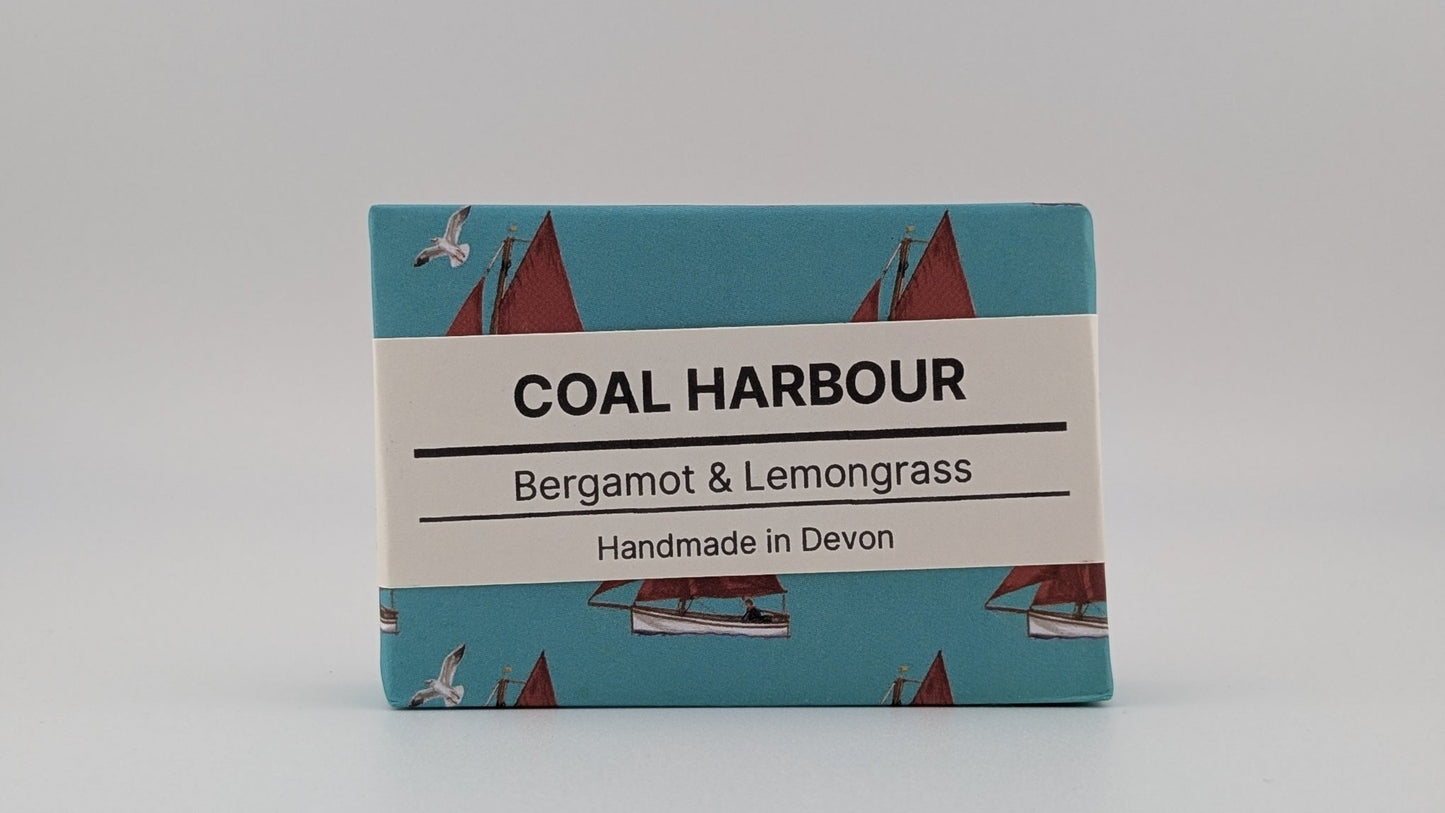 COAL HARBOUR
Bergamot & Lemongrass
Handmade in Devon